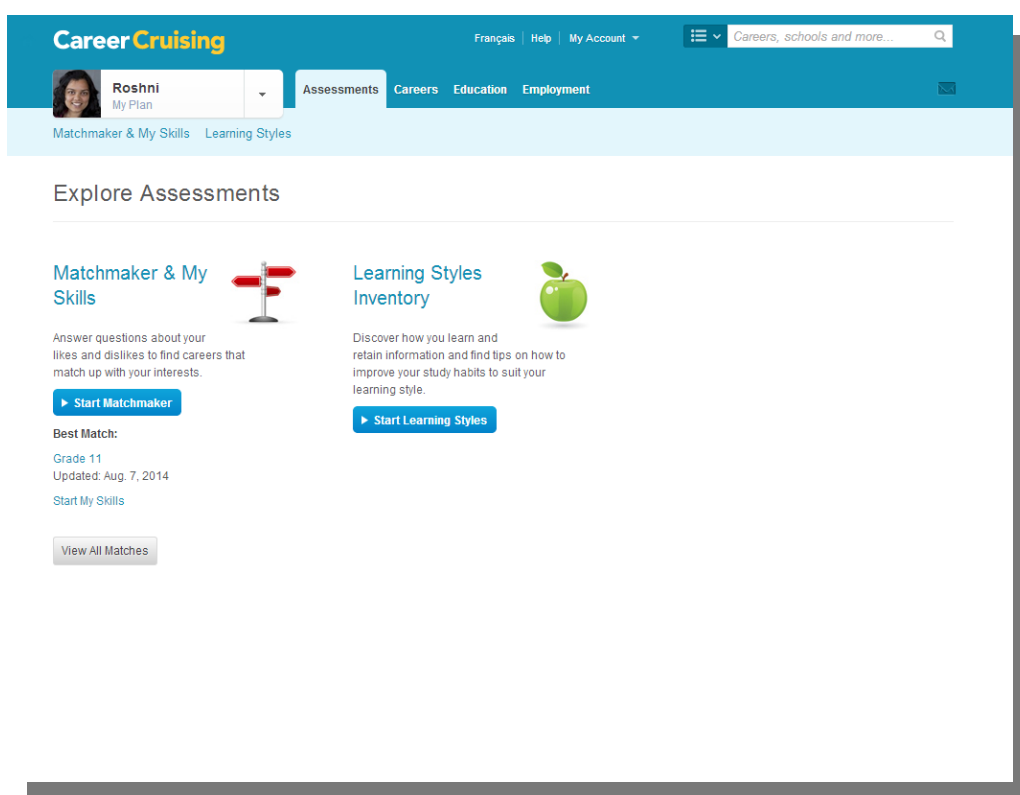 Career Cruising
Français Help My Account
Careers, schools and more...
Roshni
My Plan
Assessments Careers Education Employment
Matchmaker & My Skills Learning Styles
Explore Assessments
Matchmaker & My
Skills
Answer questions about your
likes and dislikes to find careers that
match up with your interests.
Start Matchmaker
Best Match:
Grade 11
Updated: Aug. 7, 2014
Start My Skills
View All Matches
Learning Styles
Inventory
Discover how you learn and
retain information and find tips on how to
improve your study habits to suit your
learning style.
Start Learning Styles